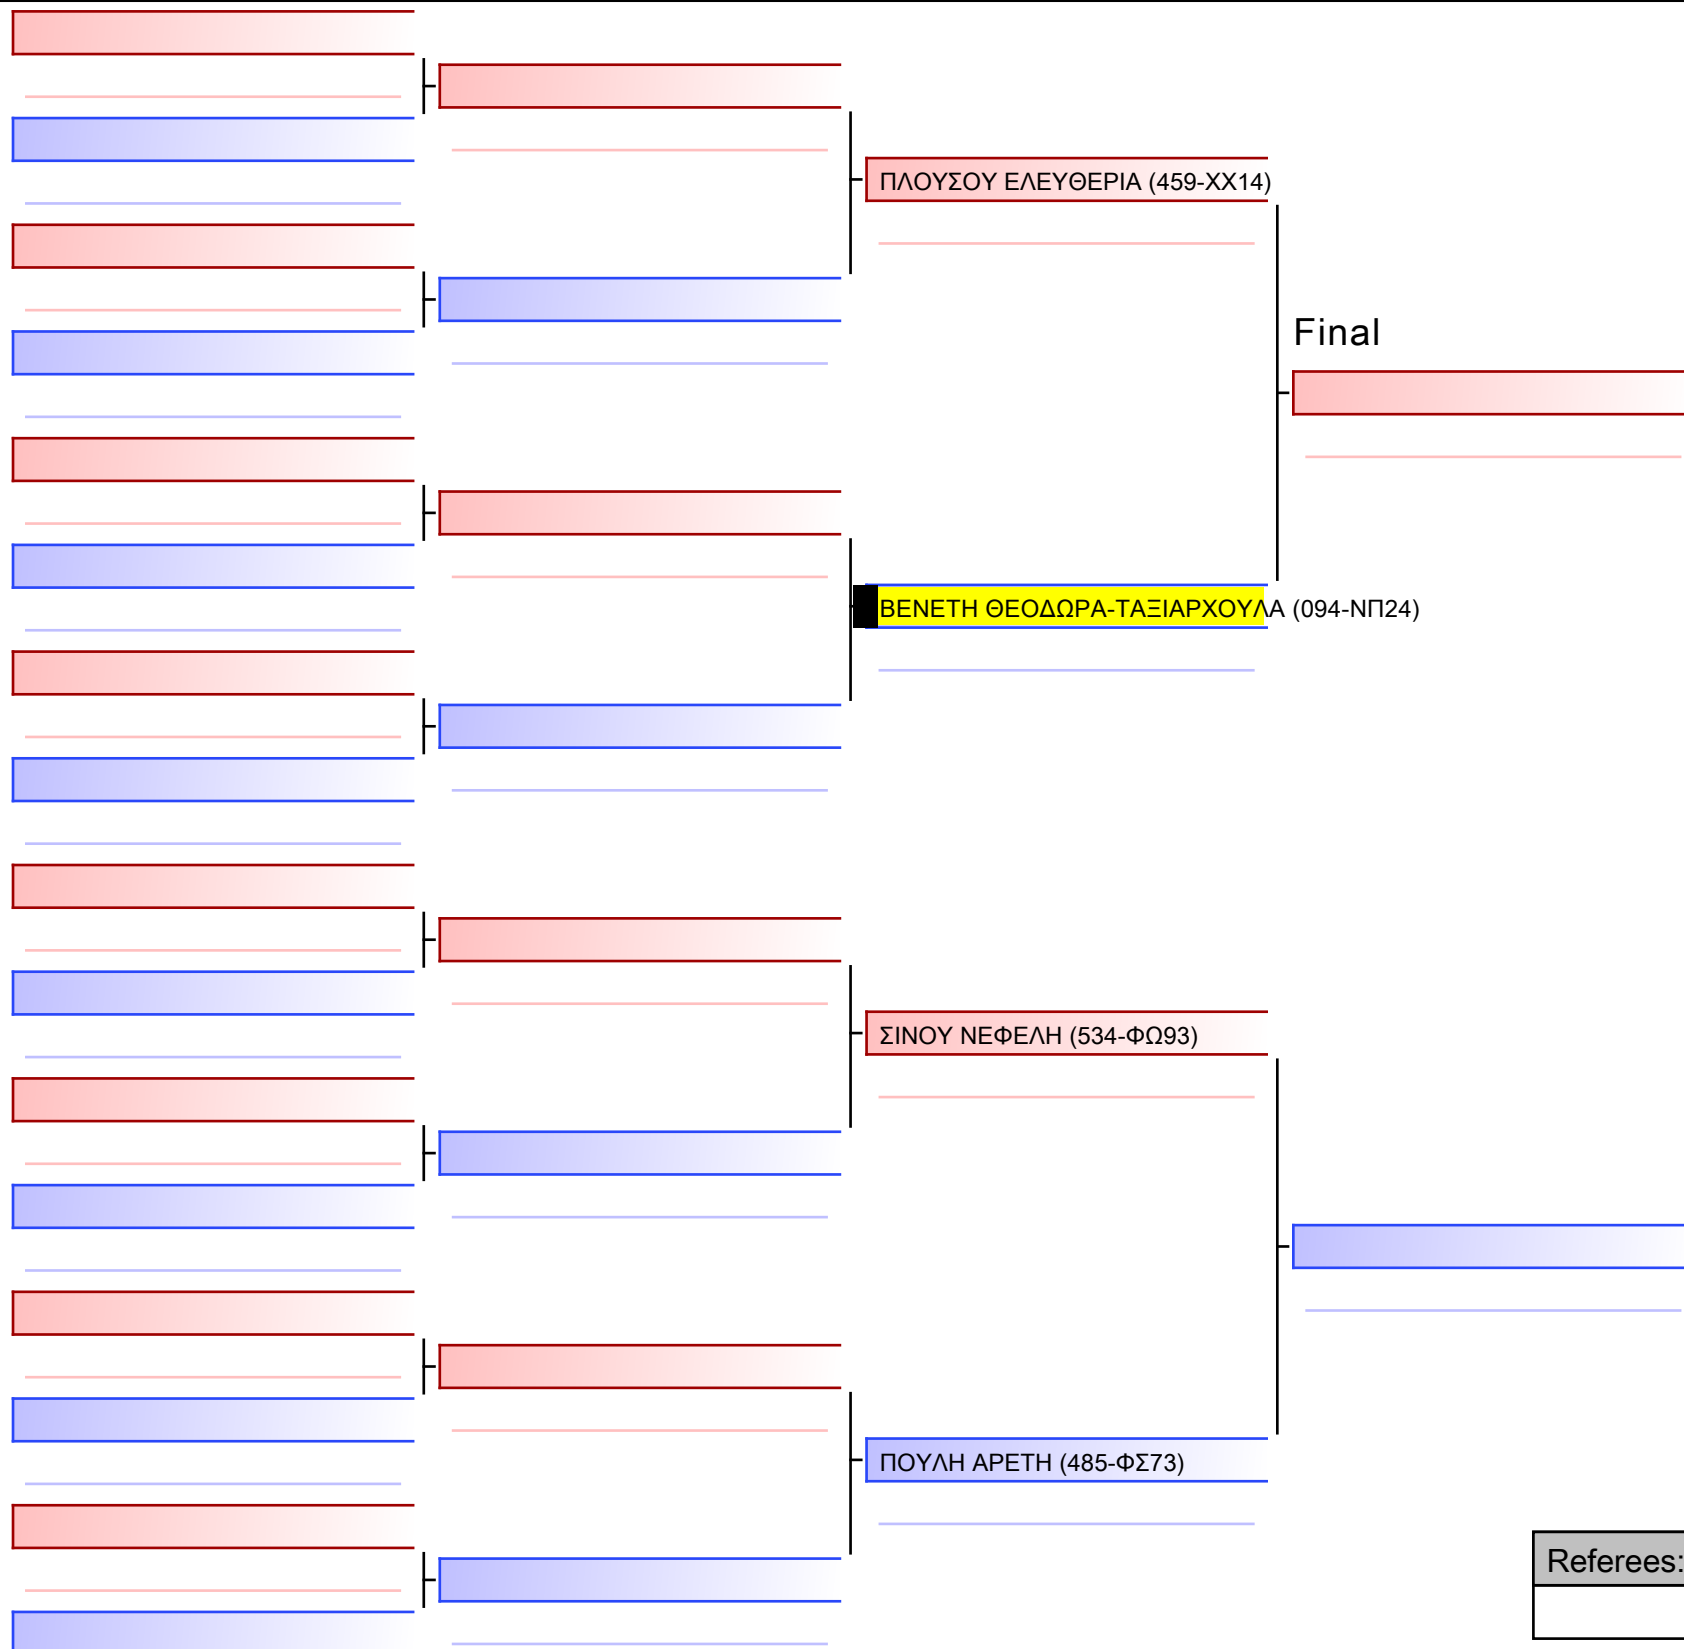 ΠΛΟΥΣΟΥ ΕΛΕΥΘΕΡΙΑ (459-ΧΧ14)
Final
ΒΕΝΕΤΗ ΘΕΟΔΩΡΑ-ΤΑΞΙΑΡΧΟΥΛΑ (094-ΝΠ24)
ΣΙΝΟΥ ΝΕΦΕΛΗ (534-ΦΩ93)
ΠΟΥΛΗ ΑΡΕΤΗ (485-ΦΣ73)
Referees: